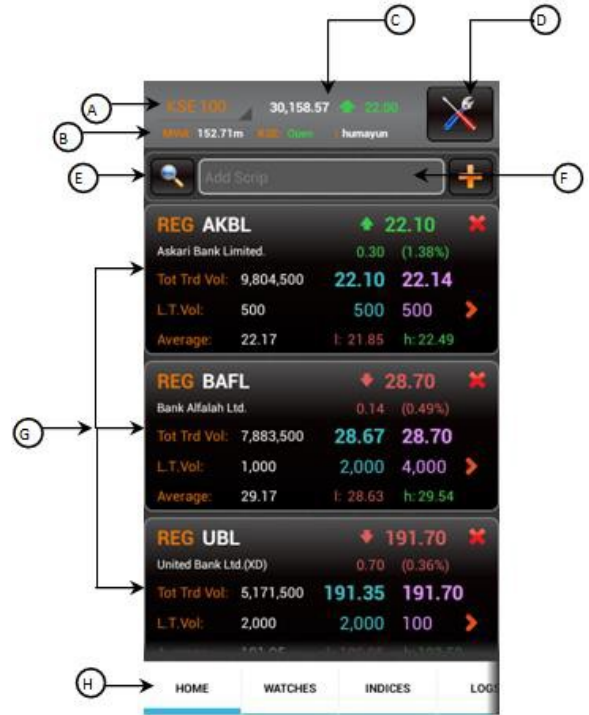 C
D
A
KSE 100 30,158.57 22.00
B
MVol: 152.71m KSE: Open : humayun
E
Add Scrip
F
REG AKBL 22.10
Askari Bank Limited. 0.30 (1.38%)
Tot Trd Vol: 9,804,500 22.10 22.14
L.T.Vol: 500 500 500
Average: 22.17 l: 21.85 h: 22.49
REG BAFL 28.70
Bank Alfalah Ltd. 0.14 (0.49%)
G
Tot Trd Vol: 7,883,500 28.67 28.70
L.T.Vol: 1,000 2,000 4,000
Average: 29.17 l: 28.63 h: 29.54
REG UBL 191.70
United Bank Ltd.(XD) 0.70 (0.36%)
Tot Trd Vol: 5,171,500 191.35 191.70
L.T.Vol: 2,000 2,000 100
H
HOME WATCHES INDICES LOGS